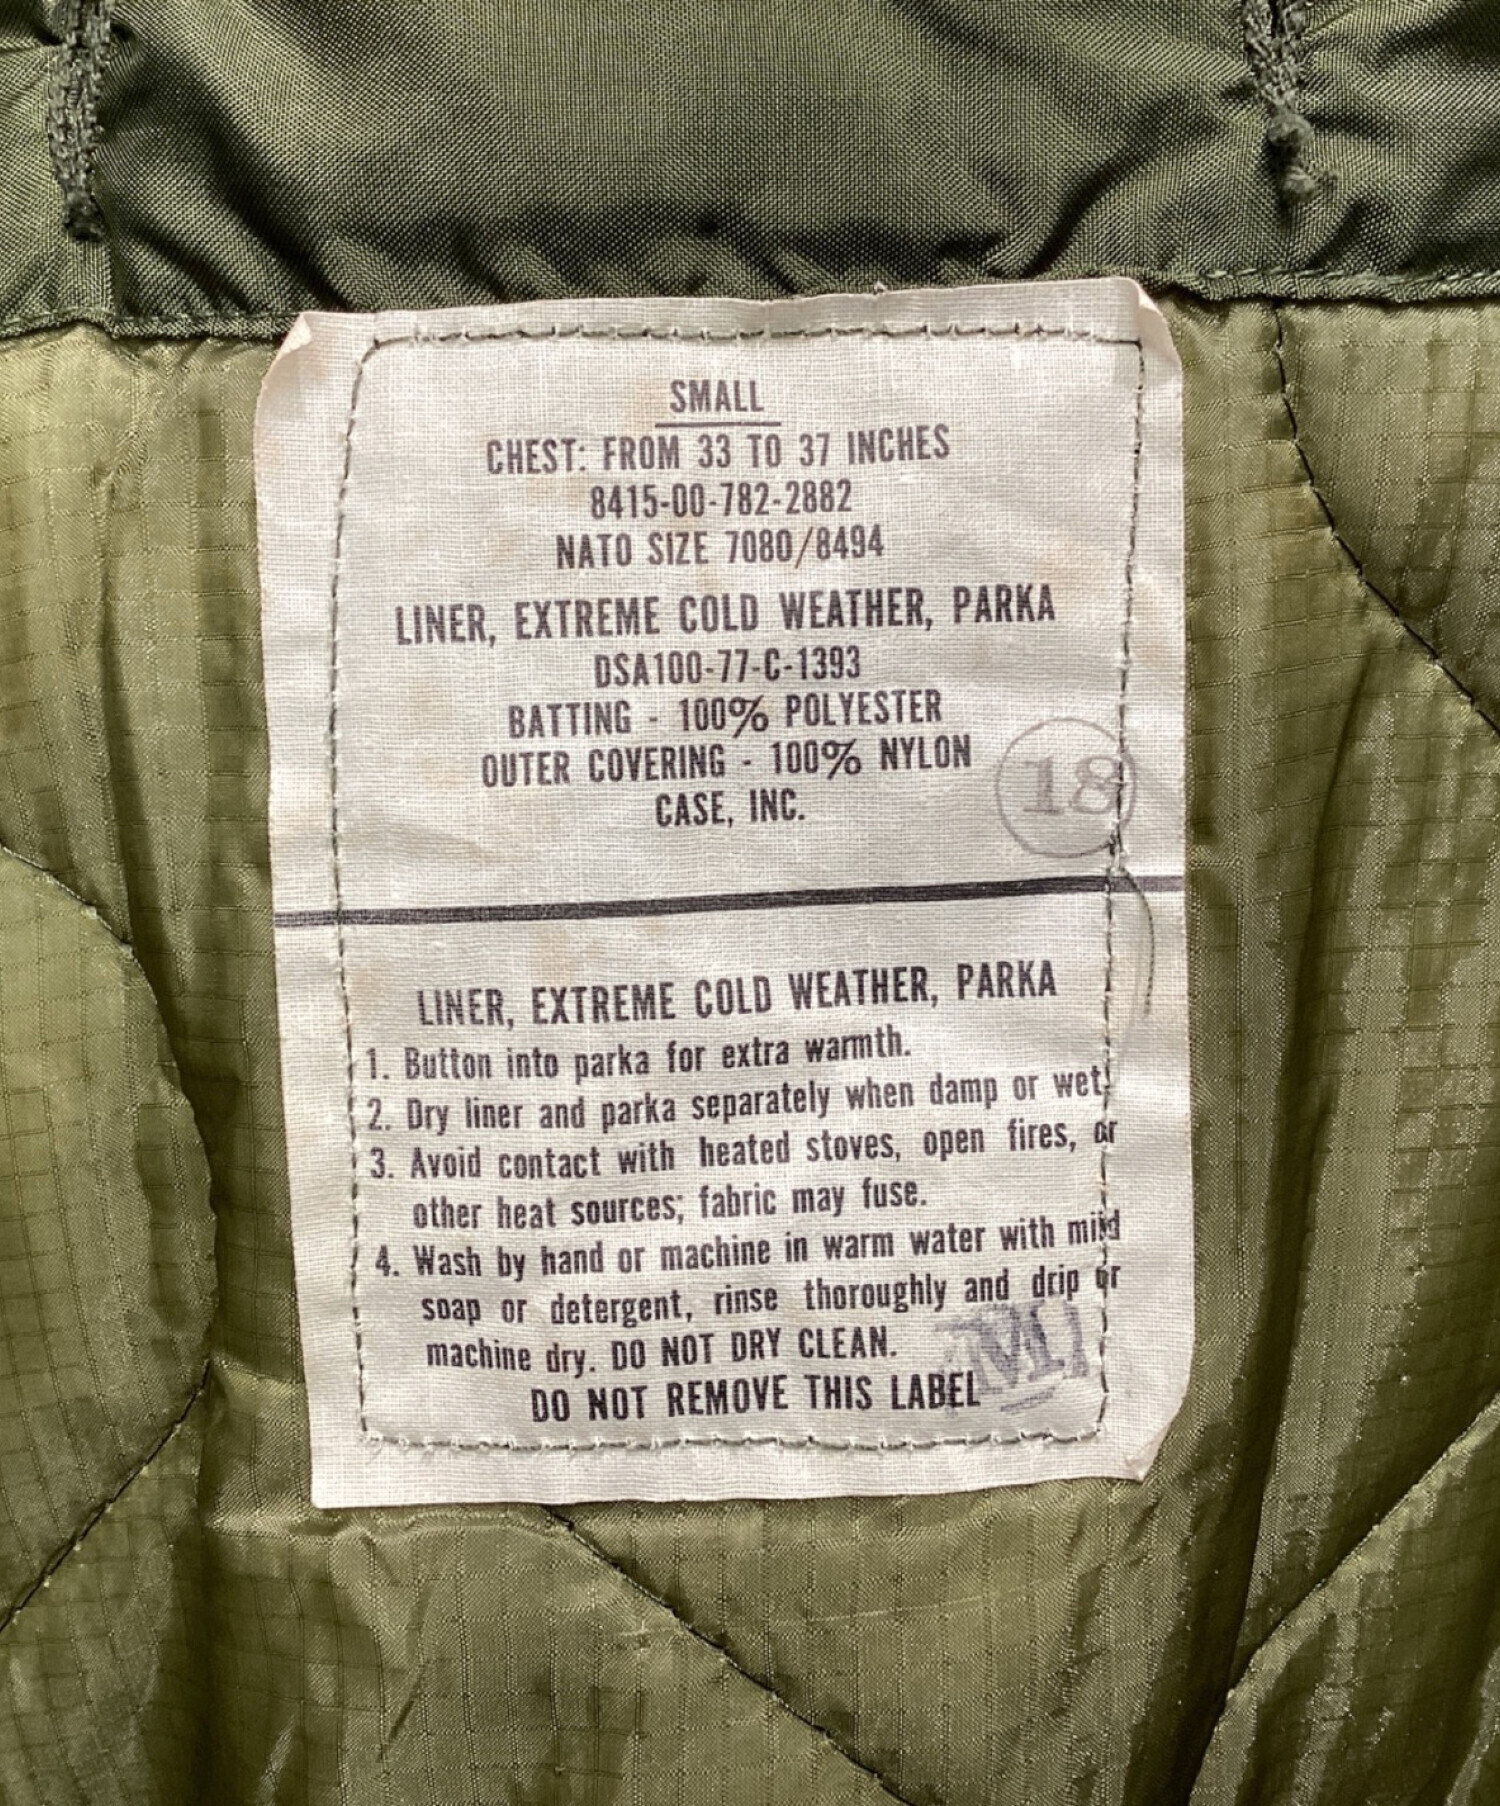 SMALL
CHEST: FROM 33 TO 37 INCHES
8415-00-782-2882
NATO SIZE 7080/8494
LINER, EXTREME COLD WEATHER, PARKA
DSA100-77-C-1393
BATTING - 100% POLYESTER
OUTER COVERING - 100% NYLON
CASE, INC.
18
LINER, EXTREME COLD WEATHER, PARKA
1. Button into parka for extra warmth.
2. Dry liner and parka separately when damp or wet.
3. Avoid contact with heated stoves, open fires, or
other heat sources; fabric may fuse.
4. Wash by hand or machine in warm water with mild
soap or detergent, rinse thoroughly and drip or
machine dry. DO NOT DRY CLEAN.
DO NOT REMOVE THIS LABEL